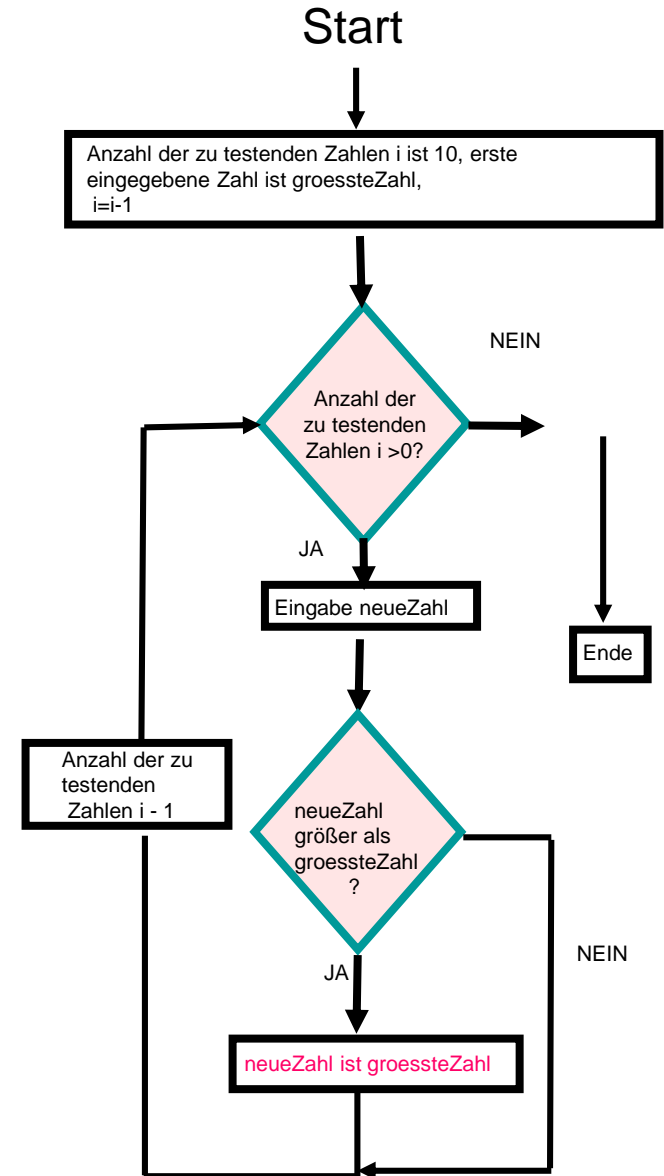 Start
Anzahl der zu testenden Zahlen i ist 10, erste
eingegebene Zahl ist groessteZahl,
i=i-1
NEIN
Anzahl der
zu testenden
Zahlen i >0?
JA
Eingabe neueZahl
Ende
Anzahl der zu
testenden
Zahlen i - 1
neueZahl
größer als
groessteZahl
?
NEIN
JA
neueZahl ist groessteZahl